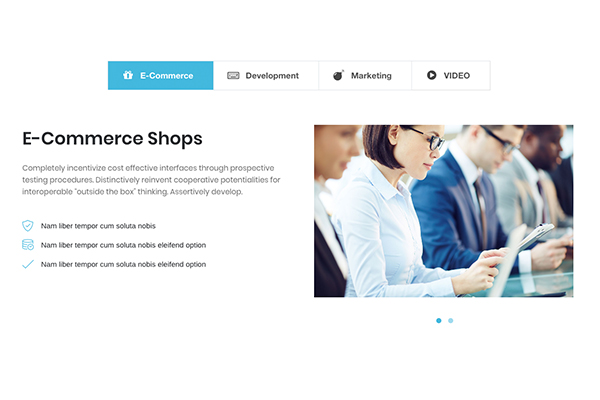 E-Commerce
Development
Marketing
VIDEO
E-Commerce Shops
Completely incentivize cost effective interfaces through prospective
testing procedures. Distinctively reinvent cooperative potentialities for
interoperable "outside the box" thinking. Assertively develop.
Nam liber tempor cum soluta nobis
Nam liber tempor cum soluta nobis eleifend option
Nam liber tempor cum soluta nobis eleifend option